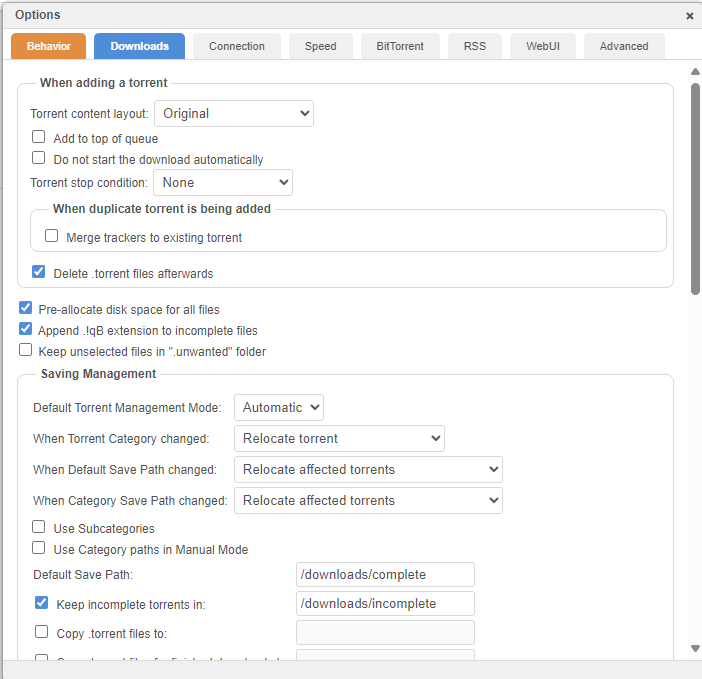 Options ×
Behavior Downloads Connection Speed BitTorrent RSS WebUI Advanced
When adding a torrent
Torrent content layout: Original
Add to top of queue
Do not start the download automatically
Torrent stop condition: None
When duplicate torrent is being added
Merge trackers to existing torrent
Delete .torrent files afterwards
Pre-allocate disk space for all files
Append .!qB extension to incomplete files
Keep unselected files in ".unwanted" folder
Saving Management
Default Torrent Management Mode: Automatic
When Torrent Category changed: Relocate torrent
When Default Save Path changed: Relocate affected torrents
When Category Save Path changed: Relocate affected torrents
Use Subcategories
Use Category paths in Manual Mode
Default Save Path: /downloads/complete
Keep incomplete torrents in: /downloads/incomplete
Copy .torrent files to: